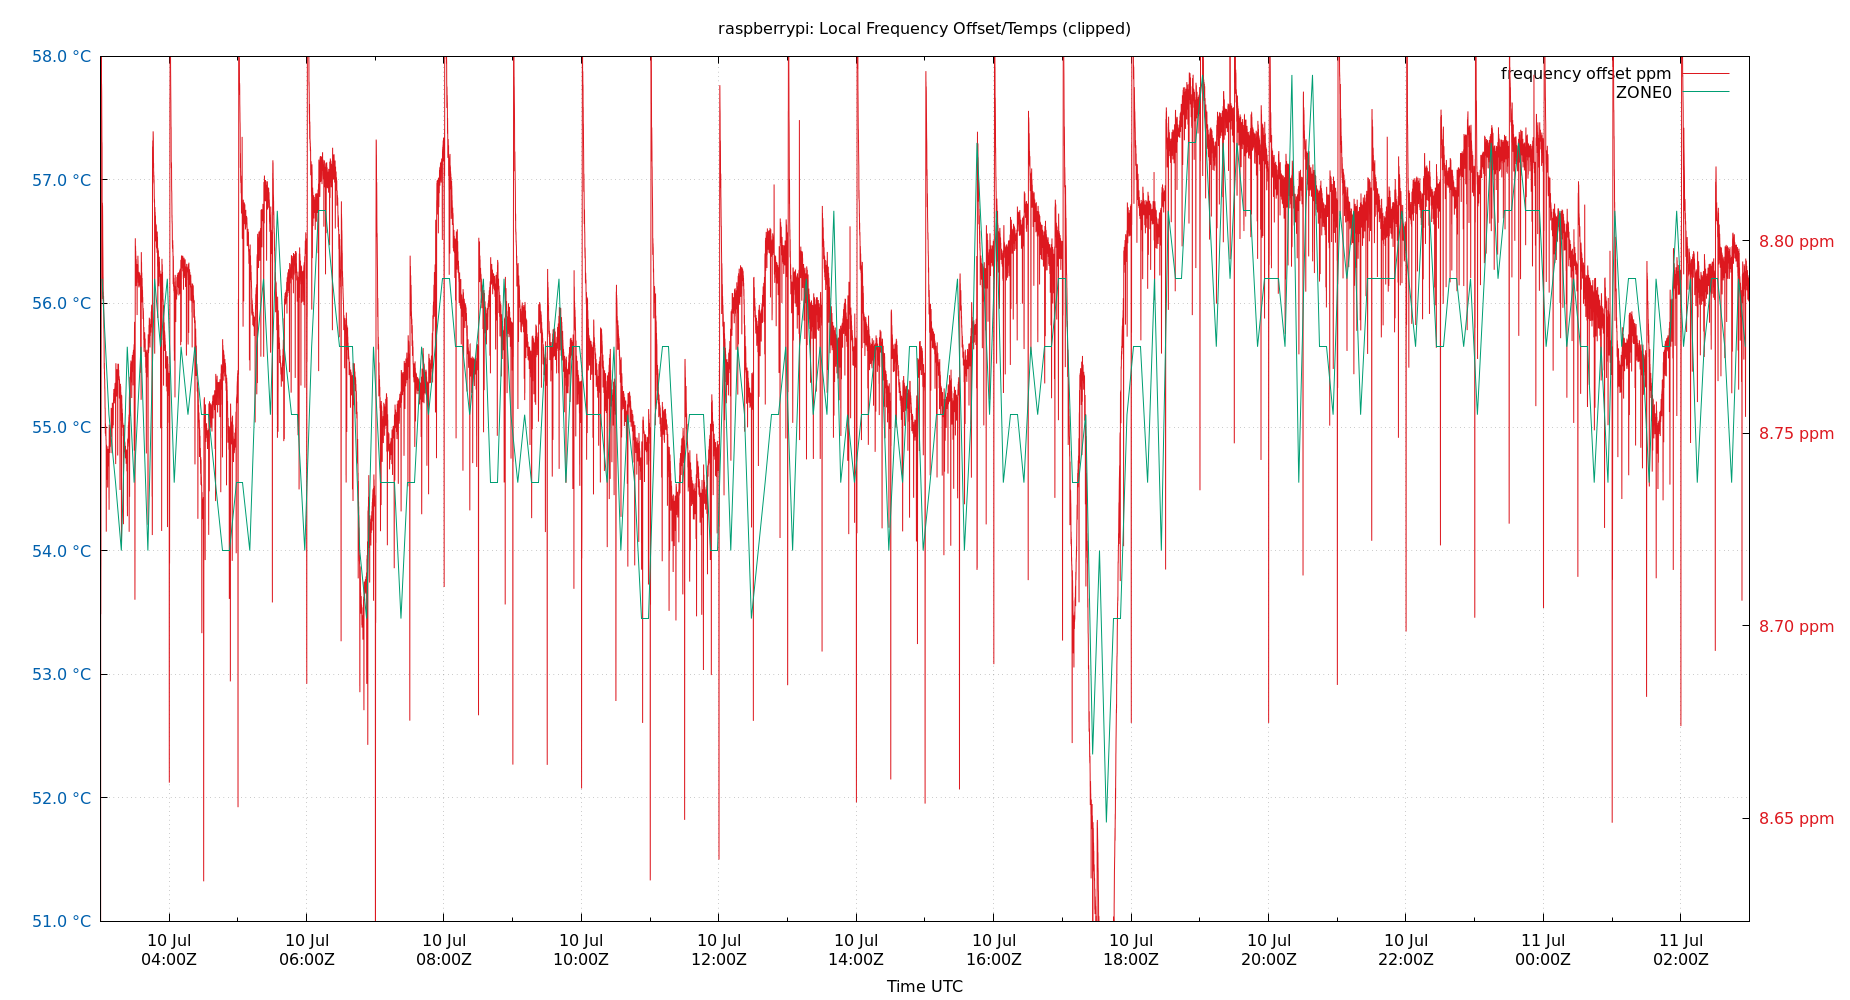 raspberrypi: Local Frequency Offset/Temps (clipped)
58.0 °C
57.0 °C
56.0 °C
55.0 °C
54.0 °C
53.0 °C
52.0 °C
51.0 °C
frequency offset ppm
ZONE0
8.80 ppm
8.75 ppm
8.70 ppm
8.65 ppm
10 Jul 10 Jul 10 Jul 10 Jul 10 Jul 10 Jul 10 Jul 10 Jul 10 Jul 10 Jul 11 Jul 11 Jul
04:00Z 06:00Z 08:00Z 10:00Z 12:00Z 14:00Z 16:00Z 18:00Z 20:00Z 22:00Z 00:00Z 02:00Z
Time UTC